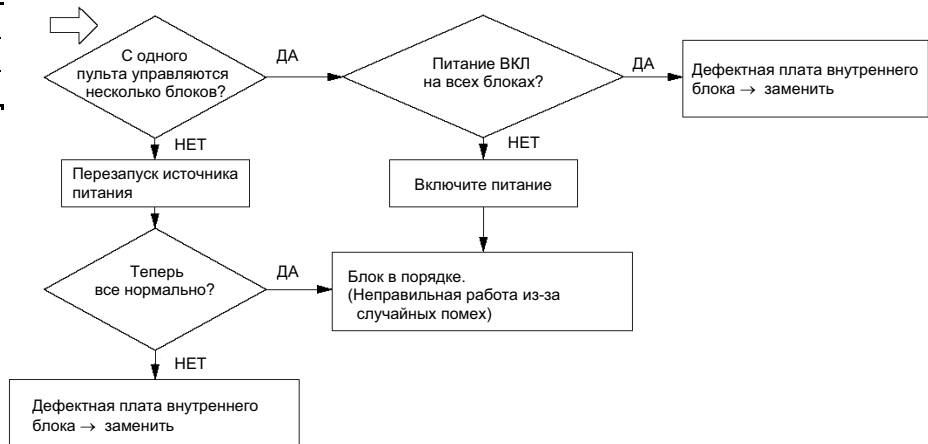 С одного
пульта управляются
несколько блоков?
ДА
Питание ВКЛ
на всех блоках?
ДА
Дефектная плата внутреннего
блока → заменить
НЕТ
НЕТ
Перезапуск источника
питания
Включите питание
Теперь
все нормально?
ДА
Блок в порядке.
(Неправильная работа из-за
случайных помех)
НЕТ
Дефектная плата внутреннего
блока → заменить